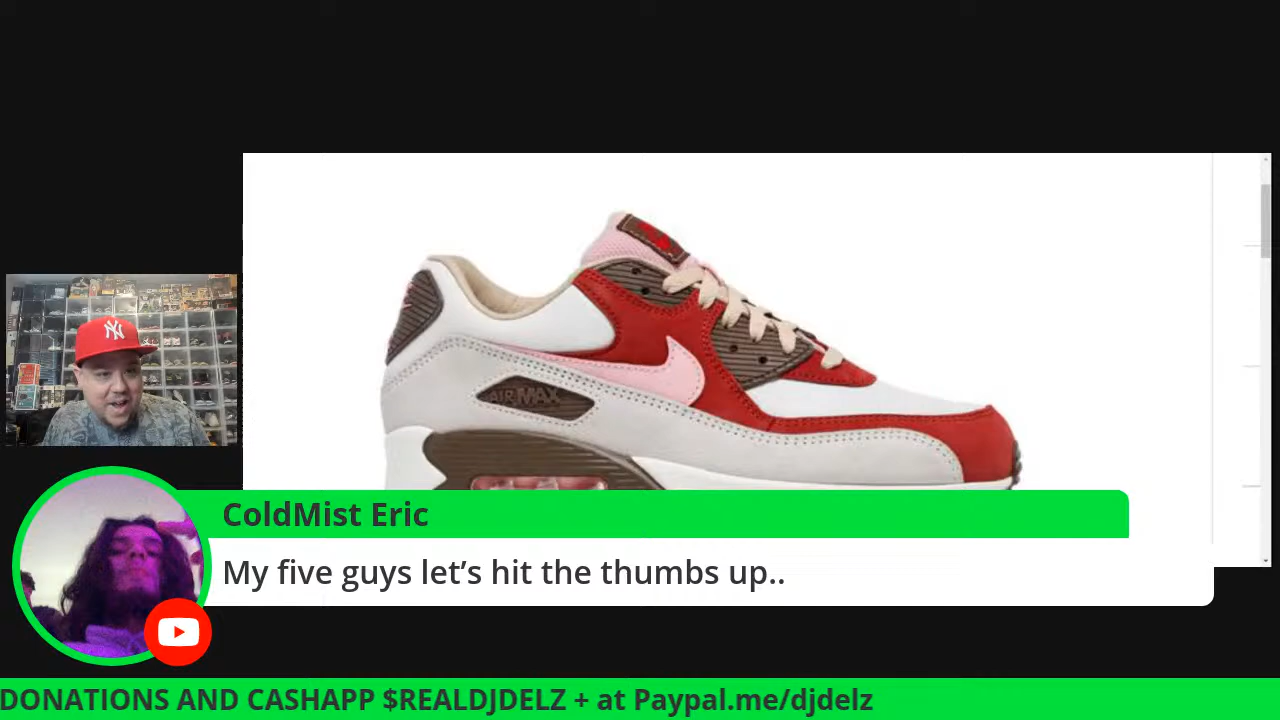 NY
AIR MAX
ColdMist Eric
My five guys let’s hit the thumbs up..
DONATIONS AND CASHAPP $REALDJDELZ + at Paypal.me/djdelz